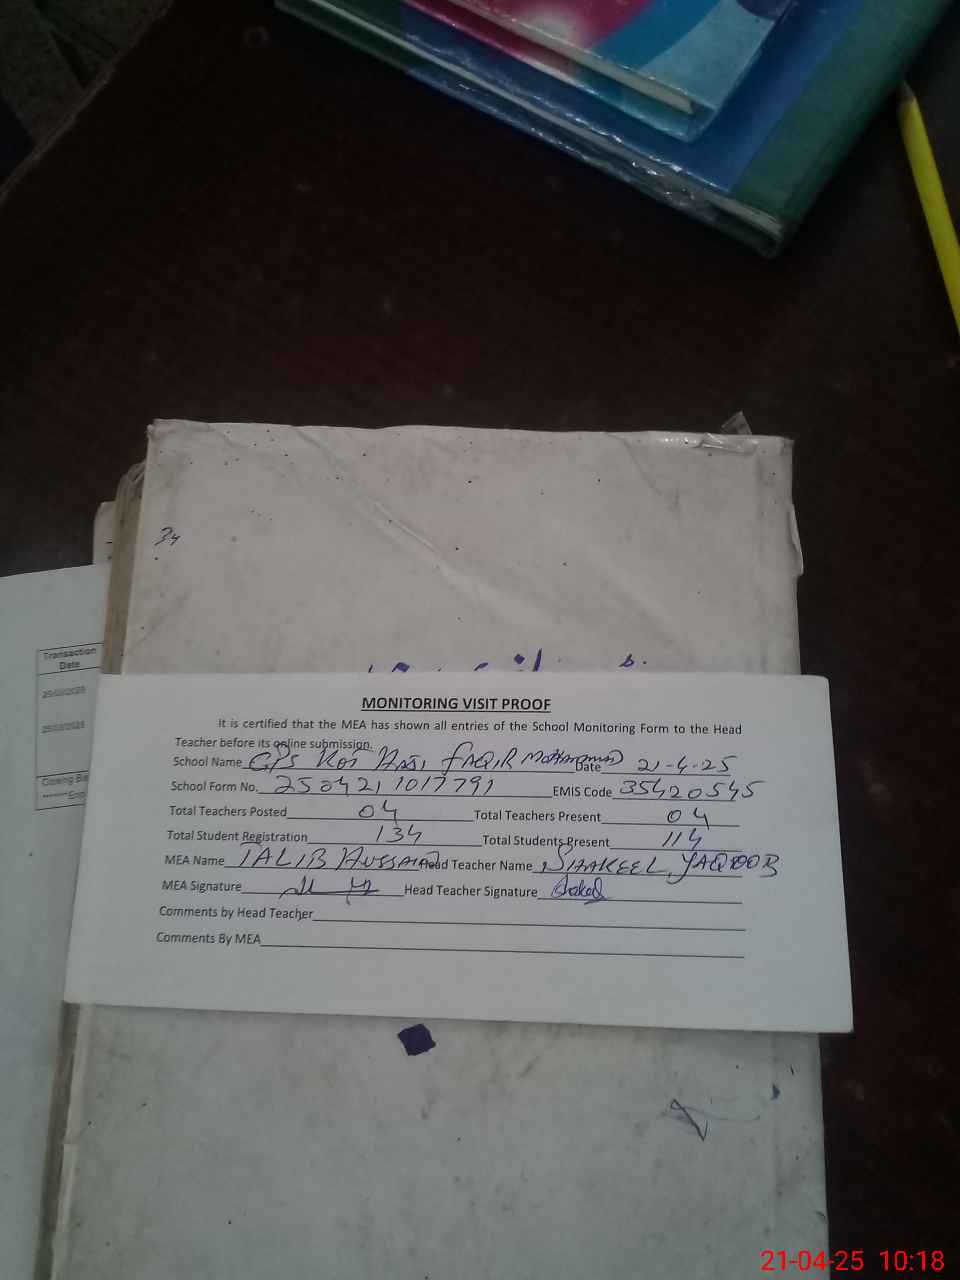 34
Transaction
Date
b.
MONITORING VISIT PROOF
It is certified that the MEA has shown all entries of the School Monitoring Form to the Head
Teacher before its online submission.
School Name GPS Kot Haji FAQIR Mohammad Date 21-4-25
School Form No. 250421 1017791 EMIS Code 35420545
Total Teachers Posted 04 Total Teachers Present 04
Total Student Registration 134 Total Students Present 114
MEA Name TALIB HUSSAIN Head Teacher Name SHAKEEL YAQOOB
MEA Signature Head Teacher Signature
Comments by Head Teacher
Comments By MEA
21-04-25 10:18